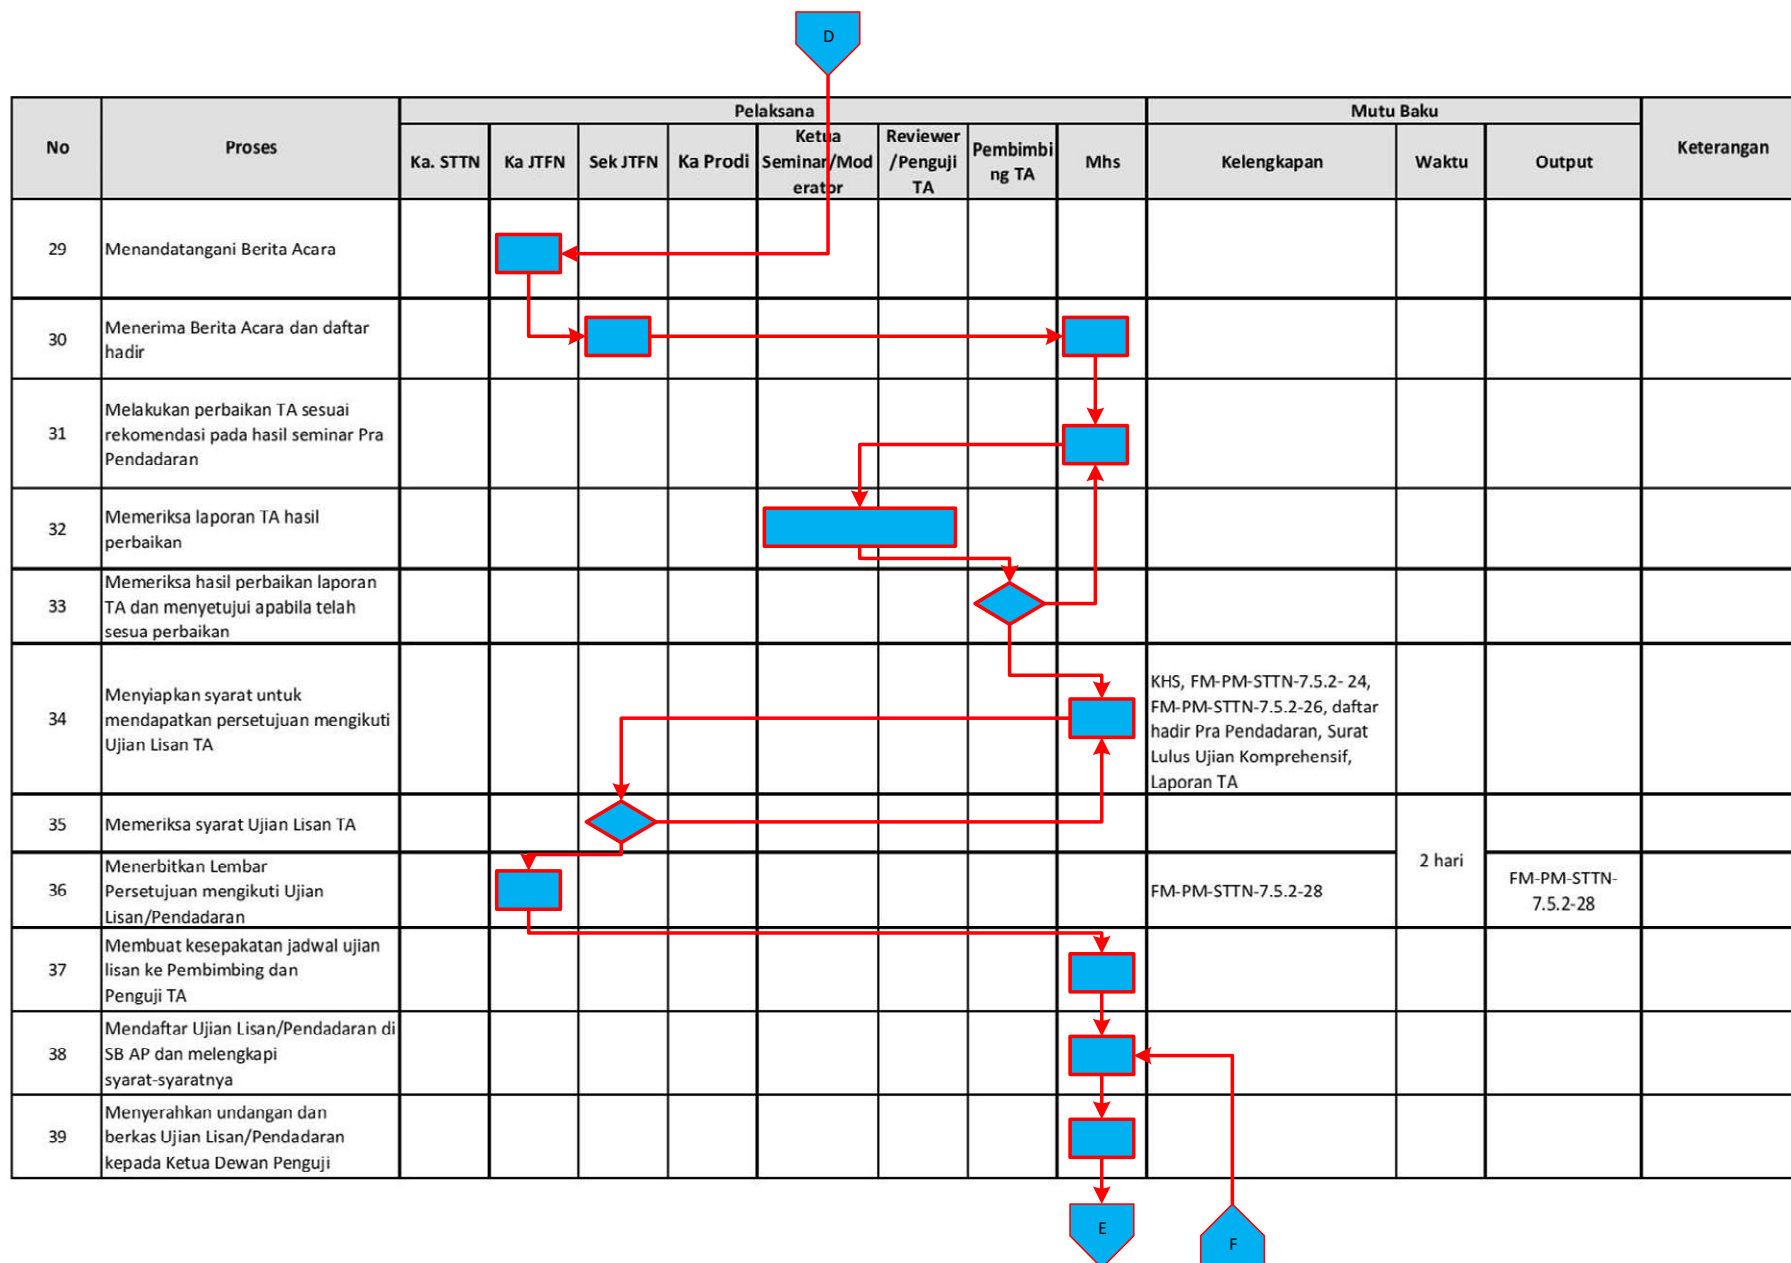 D
No
Proses
Pelaksana
Mutu Baku
Keterangan
Ka. STTN
Ka JTFN
Sek JTFN
Ka Prodi
Ketua
Seminar/Mod
erator
Reviewer
/Penguji
TA
Pembimbi
ng TA
Mhs
Kelengkapan
Waktu
Output
29
Menandatangani Berita Acara
30
Menerima Berita Acara dan daftar
hadir
31
Melakukan perbaikan TA sesuai
rekomendasi pada hasil seminar Pra
Pendadaran
32
Memeriksa laporan TA hasil
perbaikan
33
Memeriksa hasil perbaikan laporan
TA dan menyetujui apabila telah
sesua perbaikan
34
Menyiapkan syarat untuk
mendapatkan persetujuan mengikuti
Ujian Lisan TA
KHS, FM-PM-STTN-7.5.2- 24,
FM-PM-STTN-7.5.2-26, daftar
hadir Pra Pendadaran, Surat
Lulus Ujian Komprehensif,
Laporan TA
35
Memeriksa syarat Ujian Lisan TA
2 hari
36
Menerbitkan Lembar
Persetujuan mengikuti Ujian
Lisan/Pendadaran
FM-PM-STTN-7.5.2-28
FM-PM-STTN-
7.5.2-28
37
Membuat kesepakatan jadwal ujian
lisan ke Pembimbing dan
Penguji TA
38
Mendaftar Ujian Lisan/Pendadaran di
SB AP dan melengkapi
syarat-syaratnya
39
Menyerahkan undangan dan
berkas Ujian Lisan/Pendadaran
kepada Ketua Dewan Penguji
E
F